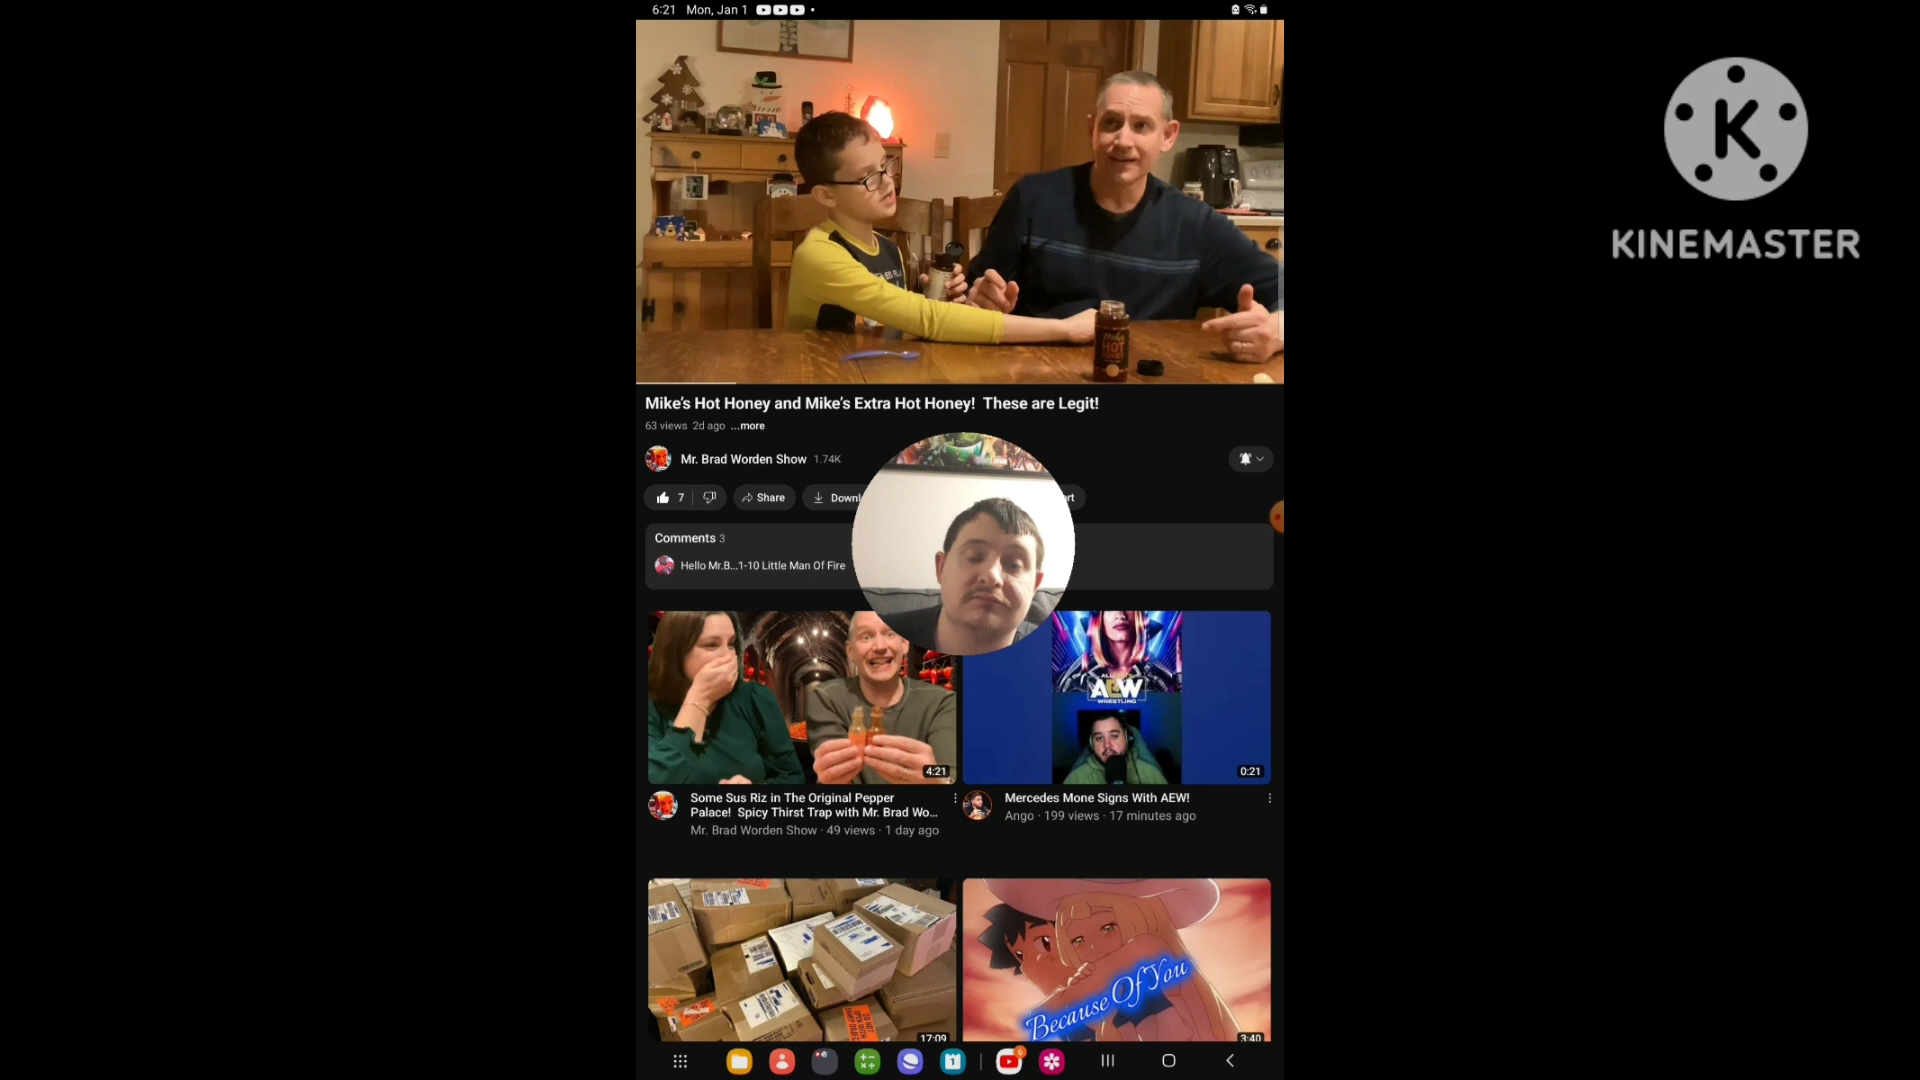 6:21 Mon, Jan 1
K
KINEMASTER
HOT
Mike's Hot Honey and Mike's Extra Hot Honey! These are Legit!
63 views 2d ago ...more
Mr. Brad Worden Show 1.74K
7
Share
Downl
rt
Comments 3
Hello Mr.B...1-10 Little Man Of Fire
AEW
WRESTLING
4:21
0:21
Some Sus Riz in The Original Pepper
Palace! Spicy Thirst Trap with Mr. Brad Wo...
Mr. Brad Worden Show · 49 views · 1 day ago
Mercedes Mone Signs With AEW!
Ango · 199 views · 17 minutes ago
Because Of You
17:09
3:40
1
6